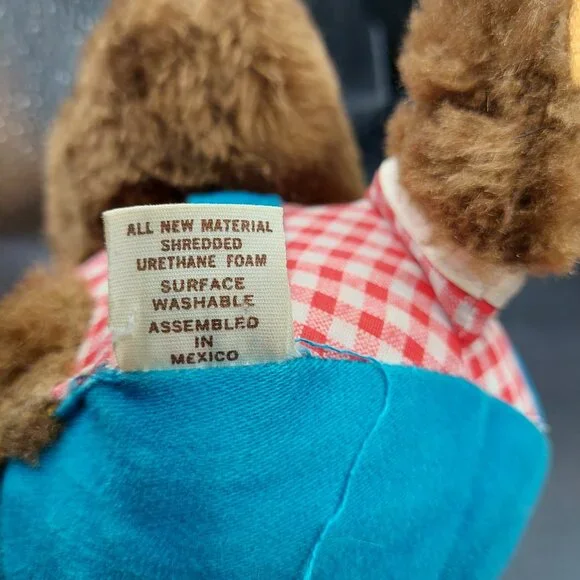 ALL NEW MATERIAL
SHREDDED
URETHANE FOAM
SURFACE
WASHABLE
ASSEMBLED
IN
MEXICO